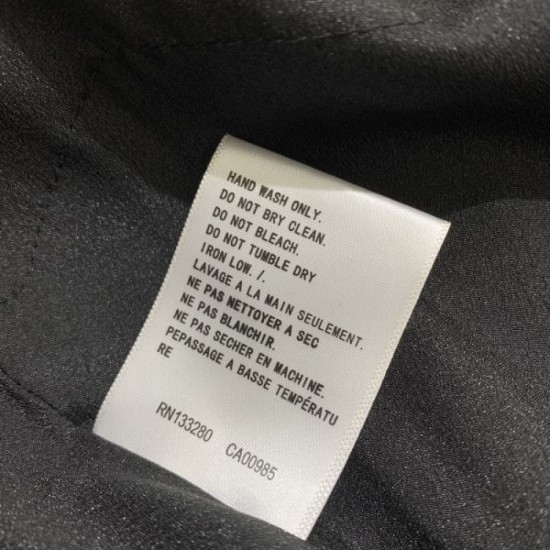 HAND WASH ONLY.
DO NOT BRY CLEAN.
DO NOT BLEACH.
DO NOT TUMBLE DRY
IRON LOW. /.
LAVAGE A LA MAIN SEULEMENT.
NE PAS NETTOYER A SEC
NE PAS BLANCHIR.
NE PAS SECHER EN MACHINE.
PEPASSAGE A BASSE TEMPÉRATU
RE
RN133280 CA00985